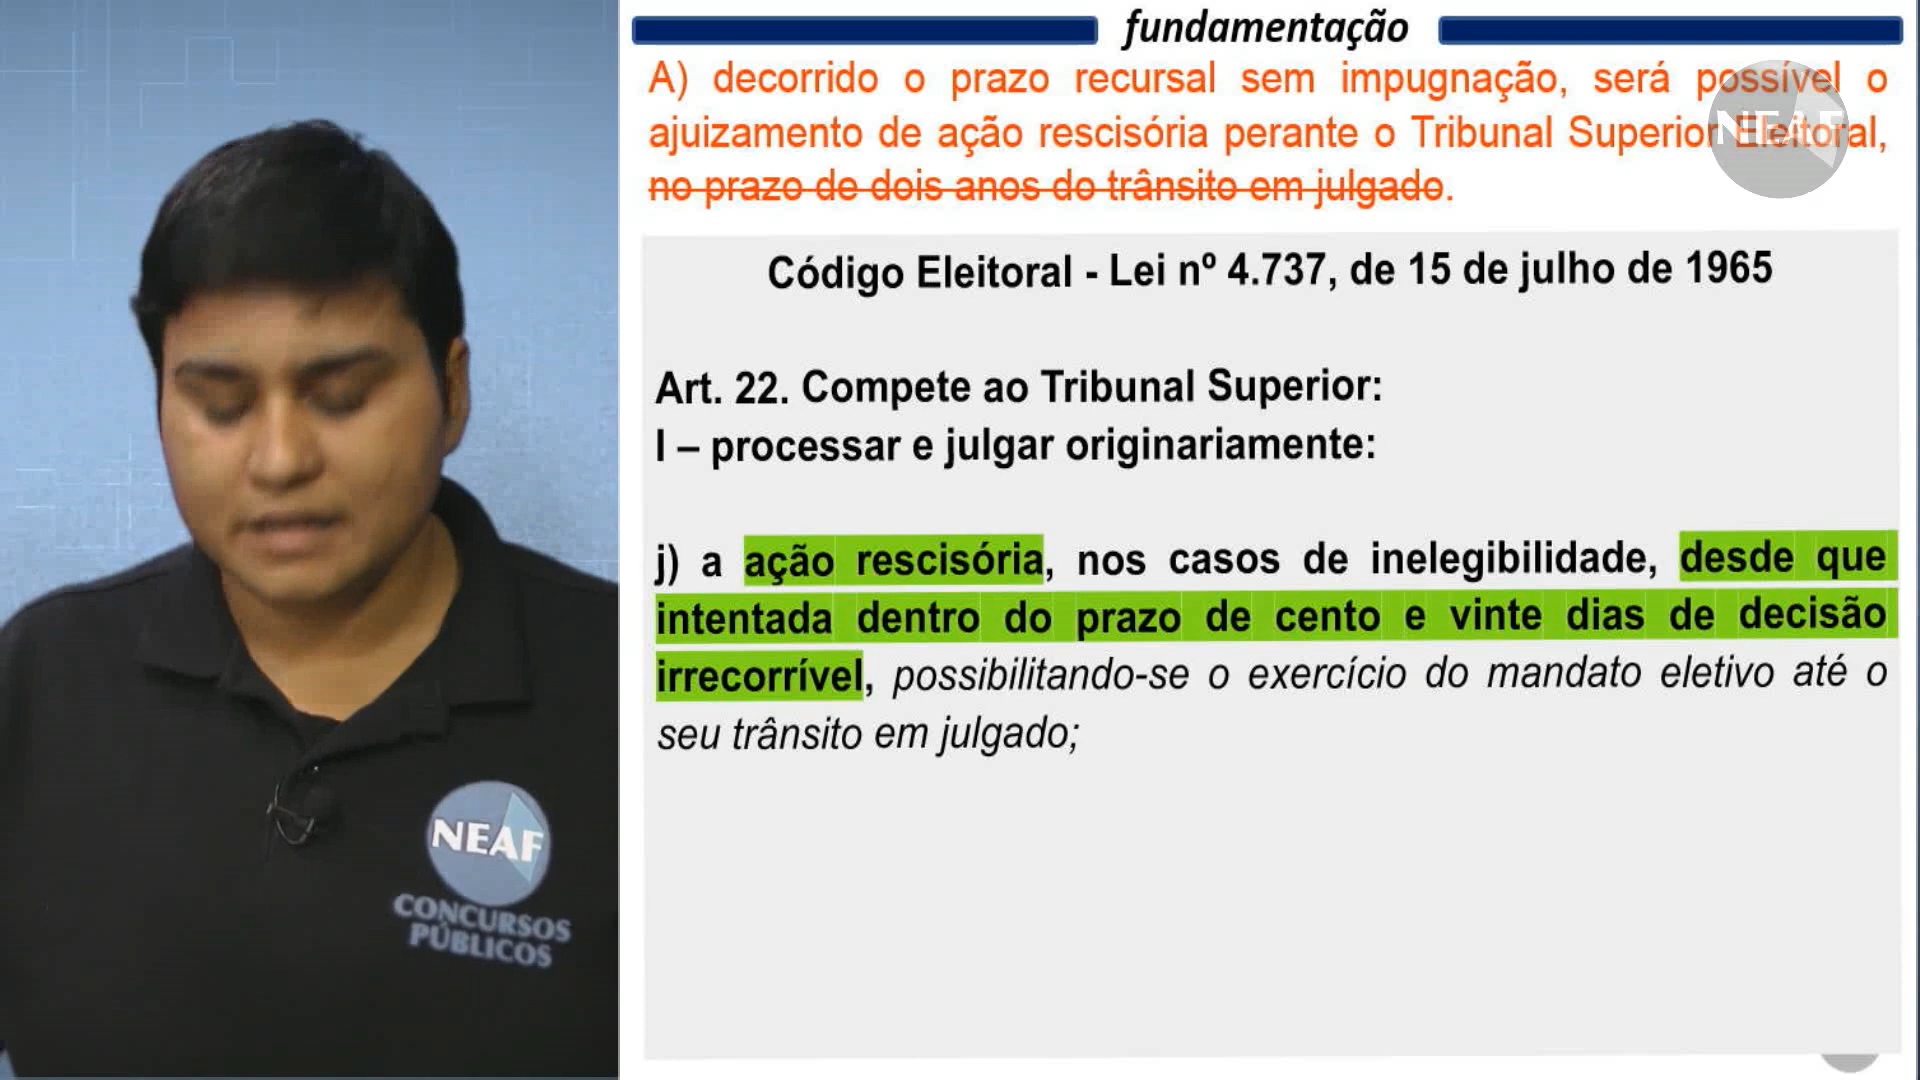 fundamentação
A) decorrido o prazo recursal sem impugnação, será possível o
ajuizamento de ação rescisória perante o Tribunal Superior Eleitoral,
no prazo de dois anos do trânsito em julgado.
NEAF
Código Eleitoral - Lei nº 4.737, de 15 de julho de 1965
Art. 22. Compete ao Tribunal Superior:
I – processar e julgar originariamente:
j) a ação rescisória, nos casos de inelegibilidade, desde que
intentada dentro do prazo de cento e vinte dias de decisão
irrecorrível, possibilitando-se o exercício do mandato eletivo até o
seu trânsito em julgado;
NEAF
CONCURSOS
PÚBLICOS